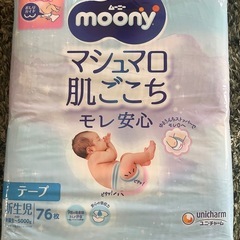 ムーニー
moony
マシュマロ
肌ごこち
モレ安心
テープ
新生児
76枚
unicharm
ユニ・チャーム